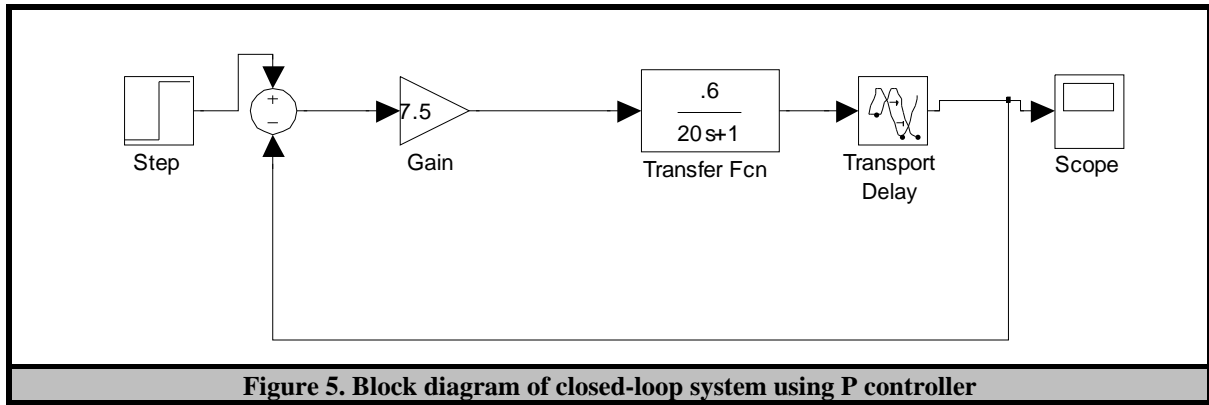 Step
+
−
7.5
Gain
.6
20s+1
Transfer Fcn
Transport
Delay
Scope
Figure 5. Block diagram of closed-loop system using P controller